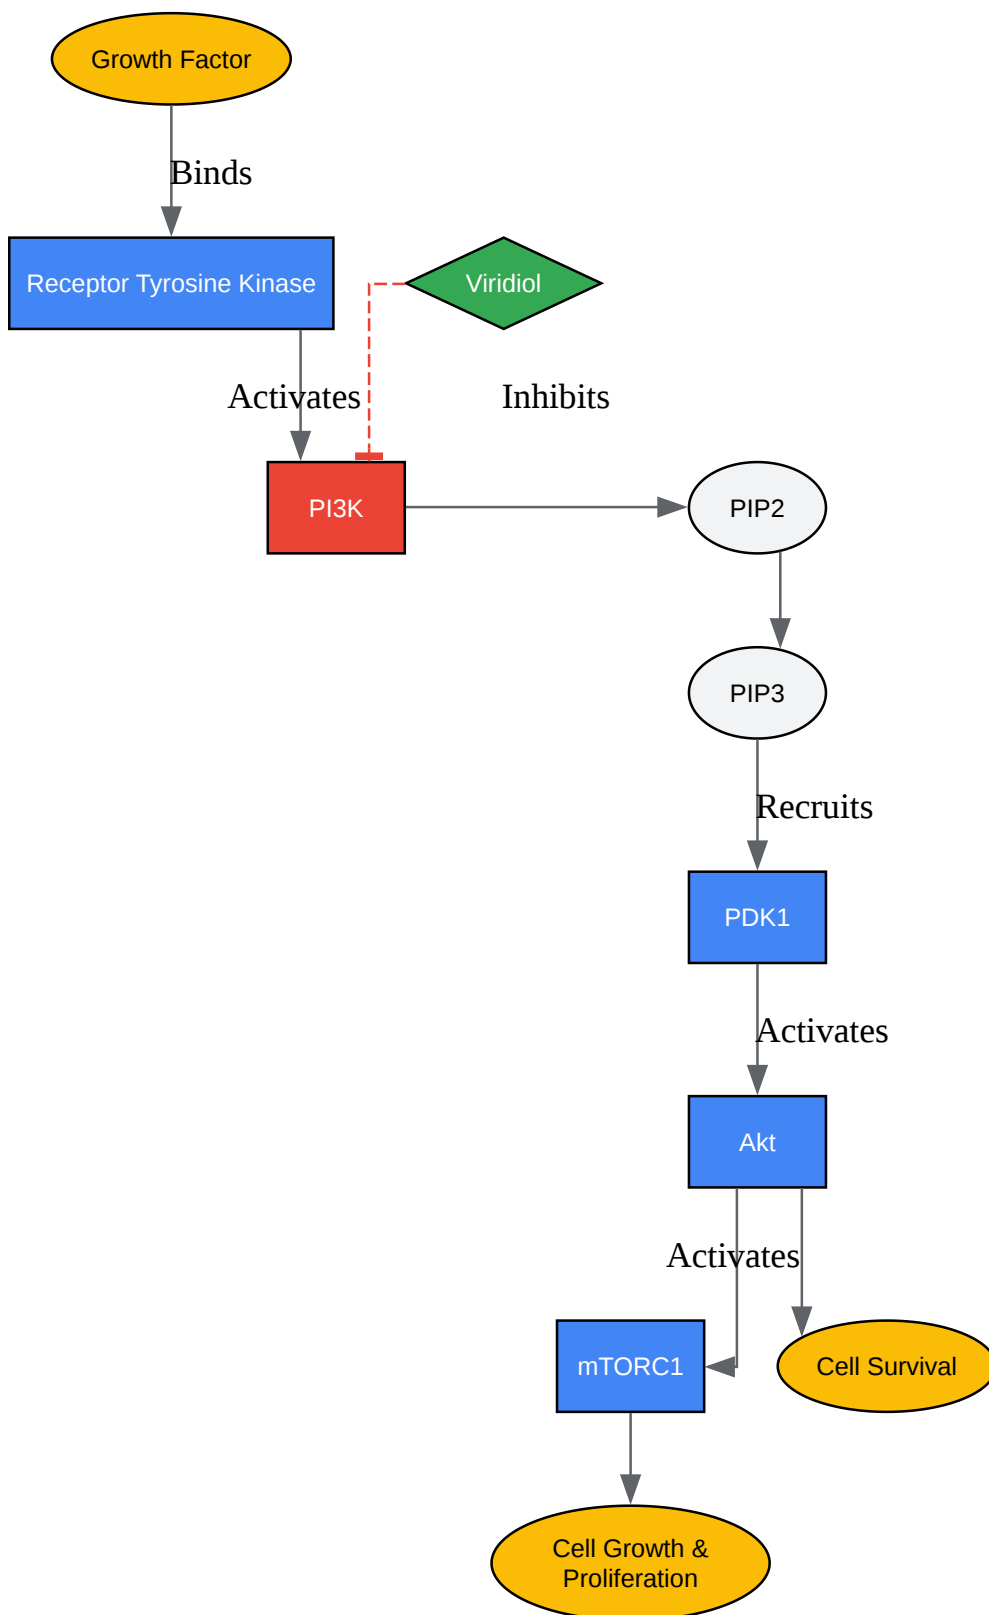 Growth Factor
Binds
Receptor Tyrosine Kinase
Viridiol
Activates
Inhibits
PI3K
PIP2
PIP3
Recruits
PDK1
Activates
Akt
Activates
mTORC1
Cell Survival
Cell Growth &
Proliferation